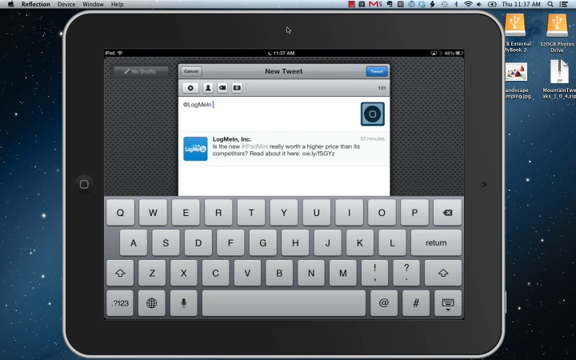 Reflection Device Window Help
Thu 11:37 AM
iPad
11:37 AM
46%
No Drafts
Cancel New Tweet Tweet
131
@LogMeIn
LogMeIn, Inc. 33 minutes
Is the new #iPadMini really worth a higher price than its
competitors? Read about it here: ow.ly/fSGYz
Q W E R T Y U I O P
A S D F G H J K L return
Z X C V B N M ! , ? .
.?123 @ #
320GB Photos
Drive